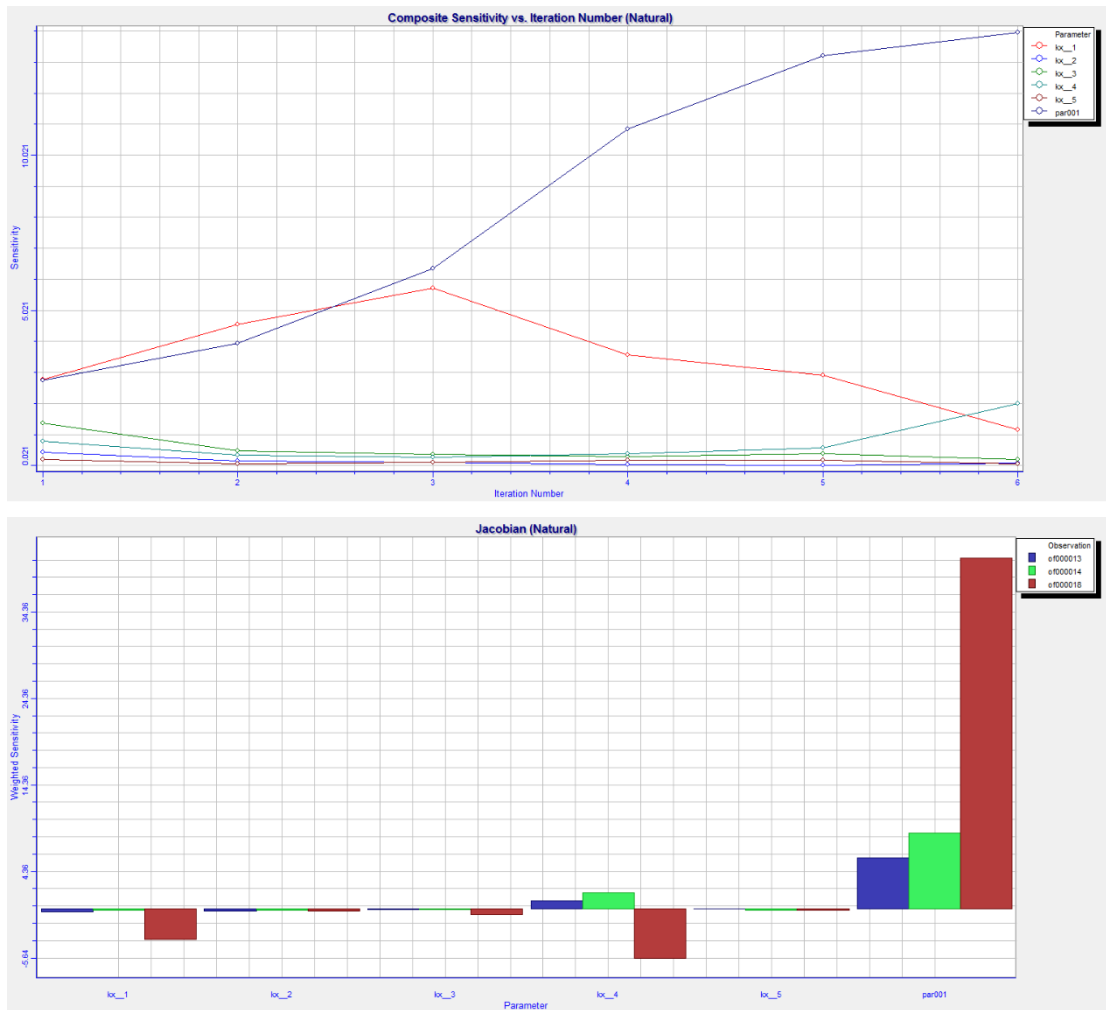 Composite Sensitivity vs. Iteration Number (Natural)
Parameter
kx__1
kx__2
kx__3
kx__4
kx__5
par001
Sensitivity
10.021
5.021
0.021
1 2 3 4 5 6
Iteration Number
Jacobian (Natural)
Observation
of000013
of000014
of000018
Weighted Sensitivity
34.36
24.36
14.36
4.36
-5.64
kx__1 kx__2 kx__3 kx__4 kx__5 par001
Parameter